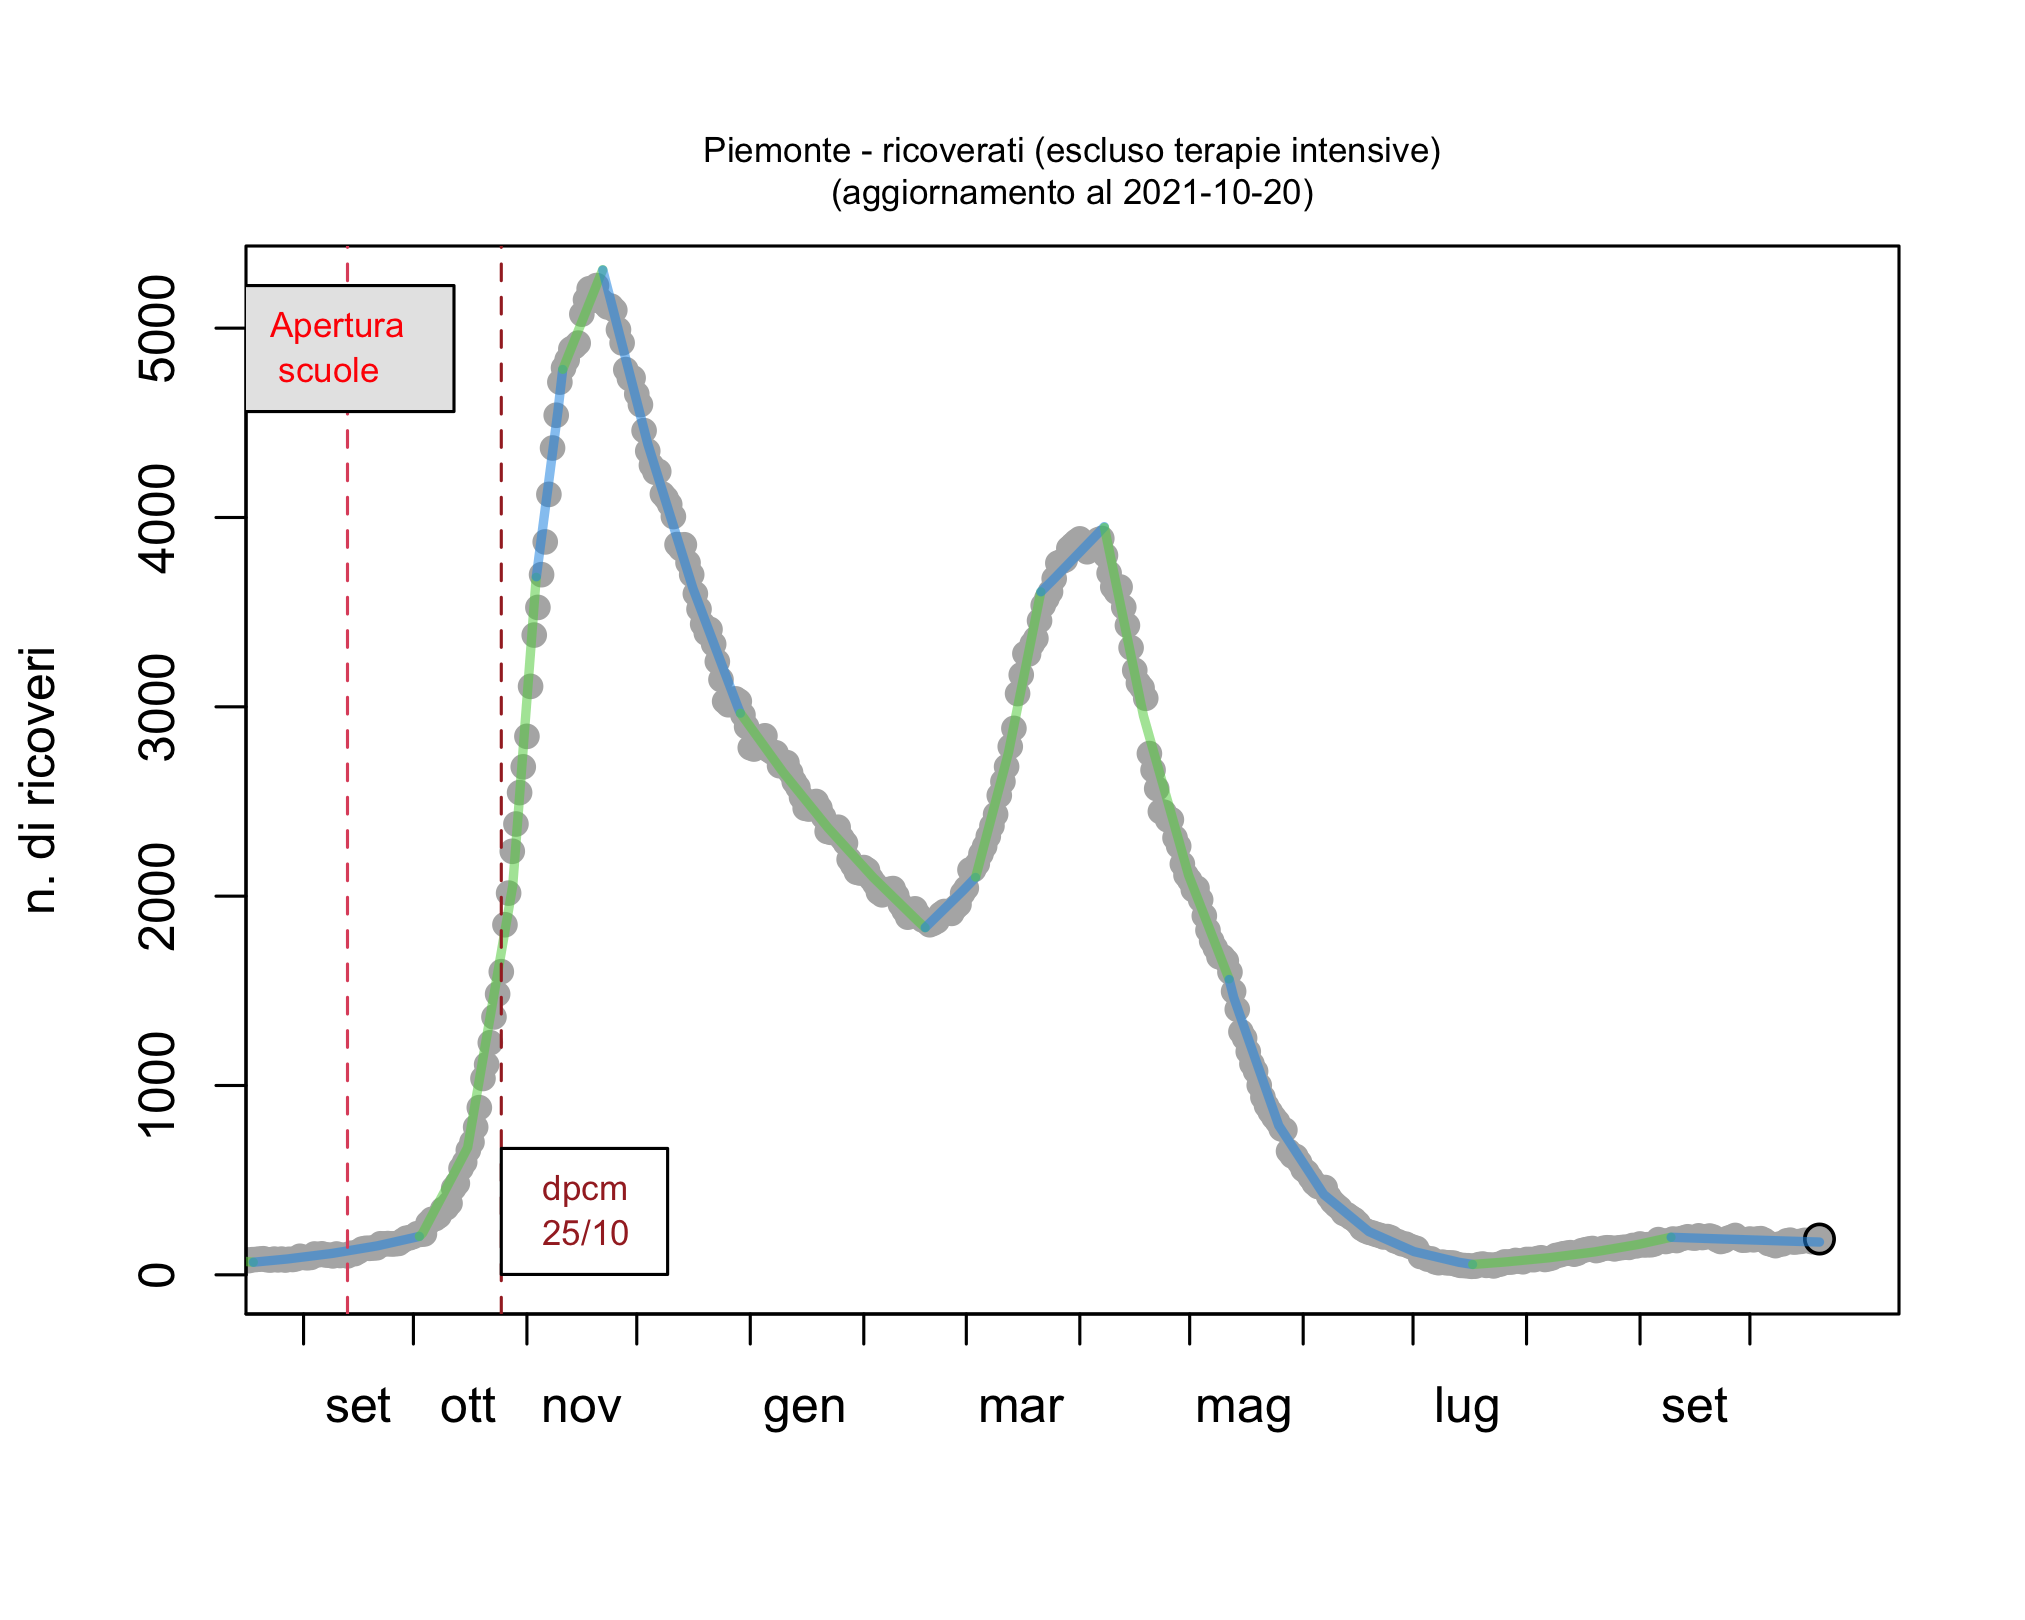 Piemonte - ricoverati (escluso terapie intensive)
(aggiornamento al 2021-10-20)
Apertura
scuole
dpcm
25/10
n. di ricoveri
5000
4000
3000
2000
1000
0
set ott nov gen mar mag lug set